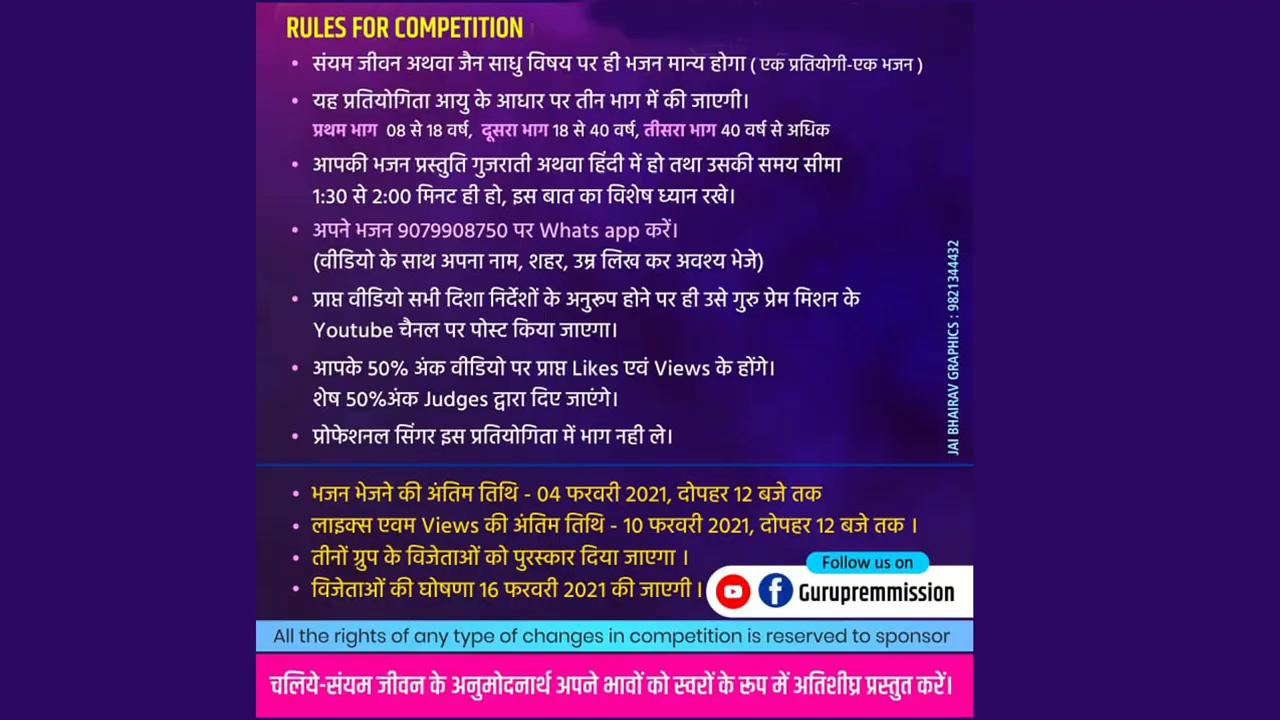 RULES FOR COMPETITION
• संयम जीवन अथवा जैन साधु विषय पर ही भजन मान्य होगा ( एक प्रतियोगी-एक भजन )
• यह प्रतियोगिता आयु के आधार पर तीन भाग में की जाएगी।
प्रथम भाग 08 से 18 वर्ष, दूसरा भाग 18 से 40 वर्ष, तीसरा भाग 40 वर्ष से अधिक
• आपकी भजन प्रस्तुति गुजराती अथवा हिंदी में हो तथा उसकी समय सीमा
1:30 से 2:00 मिनट ही हो, इस बात का विशेष ध्यान रखे।
• अपने भजन 9079908750 पर Whats app करें।
(वीडियो के साथ अपना नाम, शहर, उम्र लिख कर अवश्य भेजे)
• प्राप्त वीडियो सभी दिशा निर्देशों के अनुरूप होने पर ही उसे गुरु प्रेम मिशन के
Youtube चैनल पर पोस्ट किया जाएगा।
• आपके 50% अंक वीडियो पर प्राप्त Likes एवं Views के होंगे।
शेष 50%अंक Judges द्वारा दिए जाएंगे।
• प्रोफेशनल सिंगर इस प्रतियोगिता में भाग नही ले।
JAI BHAIRAV GRAPHICS : 9821344432
• भजन भेजने की अंतिम तिथि - 04 फरवरी 2021, दोपहर 12 बजे तक
• लाइक्स एवम Views की अंतिम तिथि - 10 फरवरी 2021, दोपहर 12 बजे तक ।
• तीनों ग्रुप के विजेताओं को पुरस्कार दिया जाएगा ।
• विजेताओं की घोषणा 16 फरवरी 2021 की जाएगी ।
Follow us on
Gurupremmission
All the rights of any type of changes in competition is reserved to sponsor
चलिये-संयम जीवन के अनुमोदनार्थ अपने भावों को स्वरों के रूप में अतिशीघ्र प्रस्तुत करें।